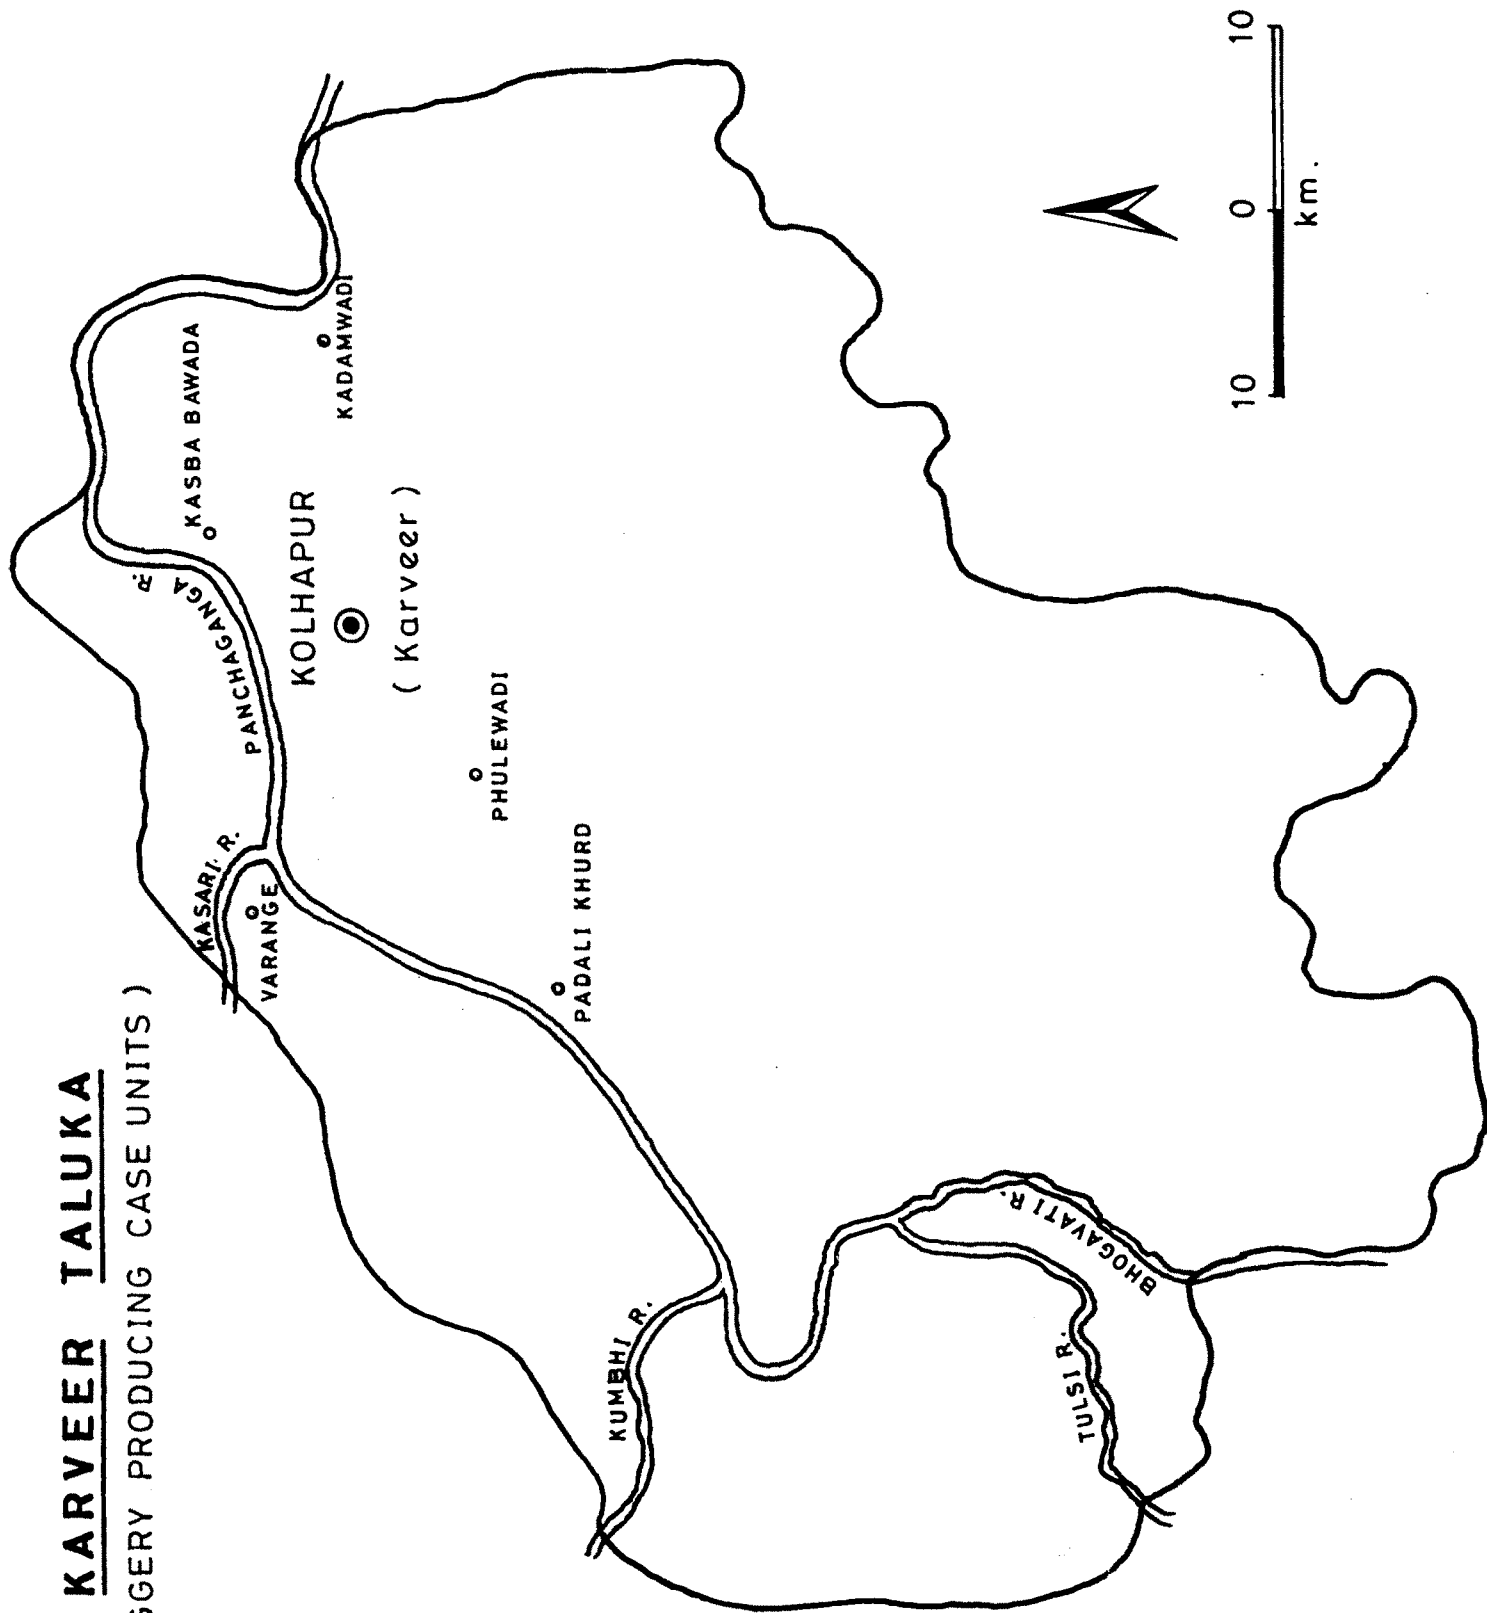 KARVEER TALUKA
GGERY PRODUCING CASE UNITS )
KASARI R.
VARANGE
PANCHAGANGA R.
KASBA BAWADA
KOLHAPUR
( Karveer )
KADAMWADI
PHULEWADI
PADALI KHURD
KUMBHI R.
TULSI R.
BHOGAVATI R.
10 0 10
km.